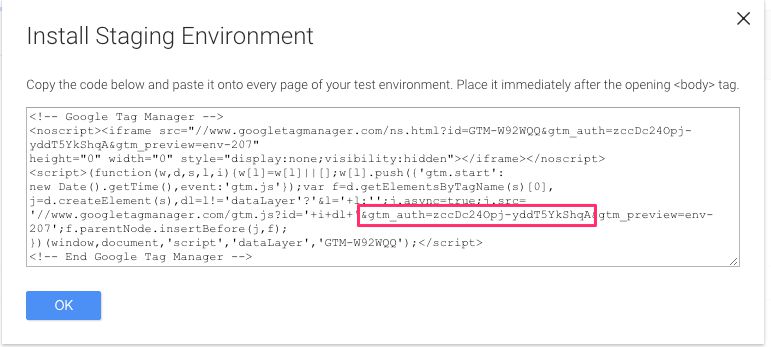 Install Staging Environment
Copy the code below and paste it onto every page of your test environment. Place it immediately after the opening <body> tag.
<!-- Google Tag Manager -->
<noscript><iframe src="//www.googletagmanager.com/ns.html?id=GTM-W92WQQ&gtm_auth=zccDc24Opj-
yddT5YkShqA&gtm_preview=env-207"
height="0" width="0" style="display:none;visibility:hidden"></iframe></noscript>
<script>(function(w,d,s,l,i){w[l]=w[l]||[];w[l].push({'gtm.start':
new Date().getTime(),event:'gtm.js'});var f=d.getElementsByTagName(s)[0],
j=d.createElement(s),dl=l!='dataLayer'?'&l='+l:'';j.async=true;j.src=
'//www.googletagmanager.com/gtm.js?id='+i+dl+'&gtm_auth=zccDc24Opj-yddT5YkShqA&gtm_preview=env-
207';f.parentNode.insertBefore(j,f);
})(window,document,'script','dataLayer','GTM-W92WQQ');</script>
<!-- End Google Tag Manager -->
OK